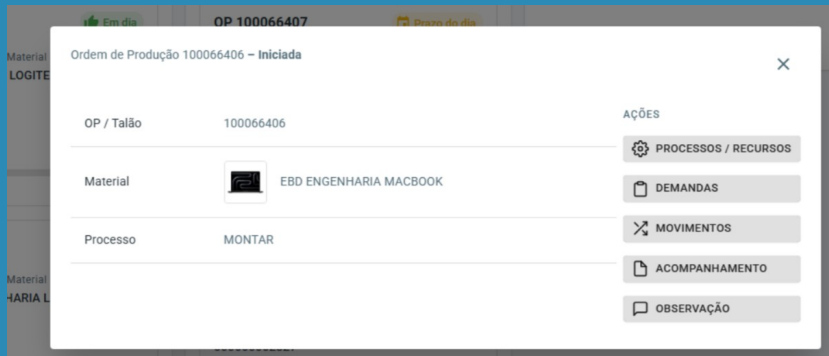 Em dia
OP 100066407
Prazo do dia
Material
LOGITE
Ordem de Produção 100066406 – Iniciada
OP / Talão
100066406
Material
EBD ENGENHARIA MACBOOK
Processo
MONTAR
AÇÕES
PROCESSOS / RECURSOS
DEMANDAS
MOVIMENTOS
ACOMPANHAMENTO
OBSERVAÇÃO
Material
HARIA L